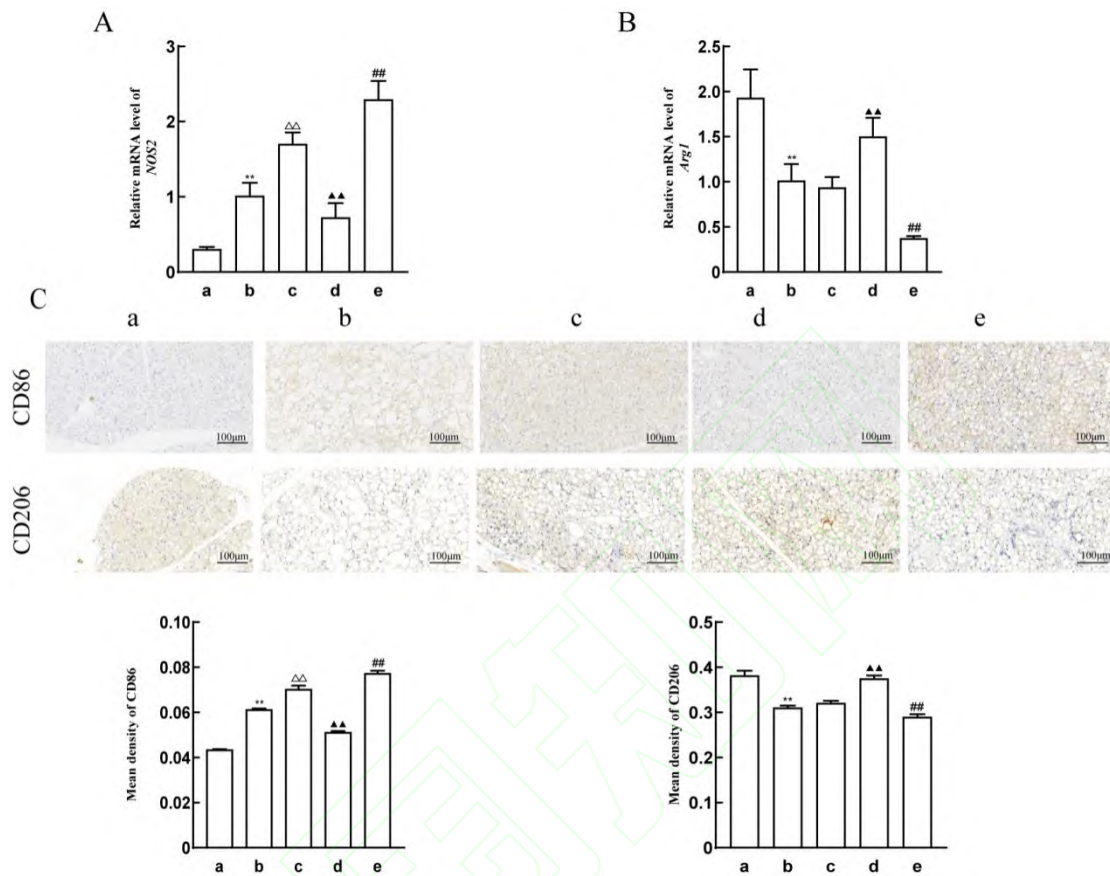 A
Relative mRNA level of
NOS2
3
2
1
0
**
△△
▲▲
##
a b c d e
B
Relative mRNA level of
Arg1
2.5
2.0
1.5
1.0
0.5
0
**
▲▲
##
a b c d e
C
a b c d e
CD86
100μm 100μm 100μm 100μm 100μm
CD206
100μm 100μm 100μm 100μm 100μm
Mean density of CD86
0.10
0.08
0.06
0.04
0.02
0
**
△△
▲▲
##
a b c d e
Mean density of CD206
0.5
0.4
0.3
0.2
0.1
0
**
▲▲
##
a b c d e